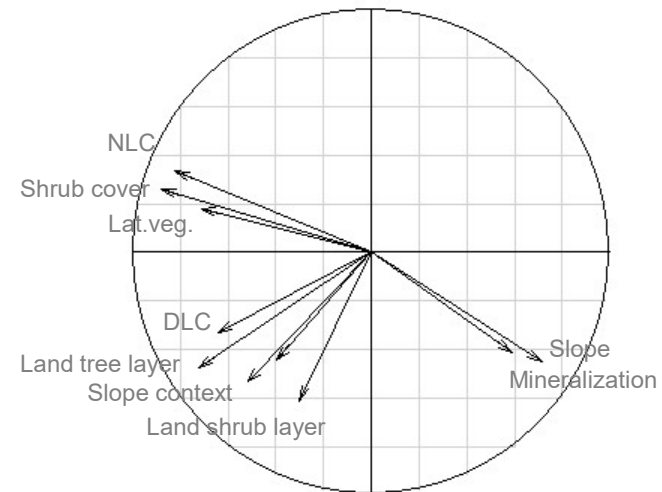 NLC
Shrub cover
Lat.veg.
DLC
Land tree layer
Slope context
Land shrub layer
Slope
Mineralization